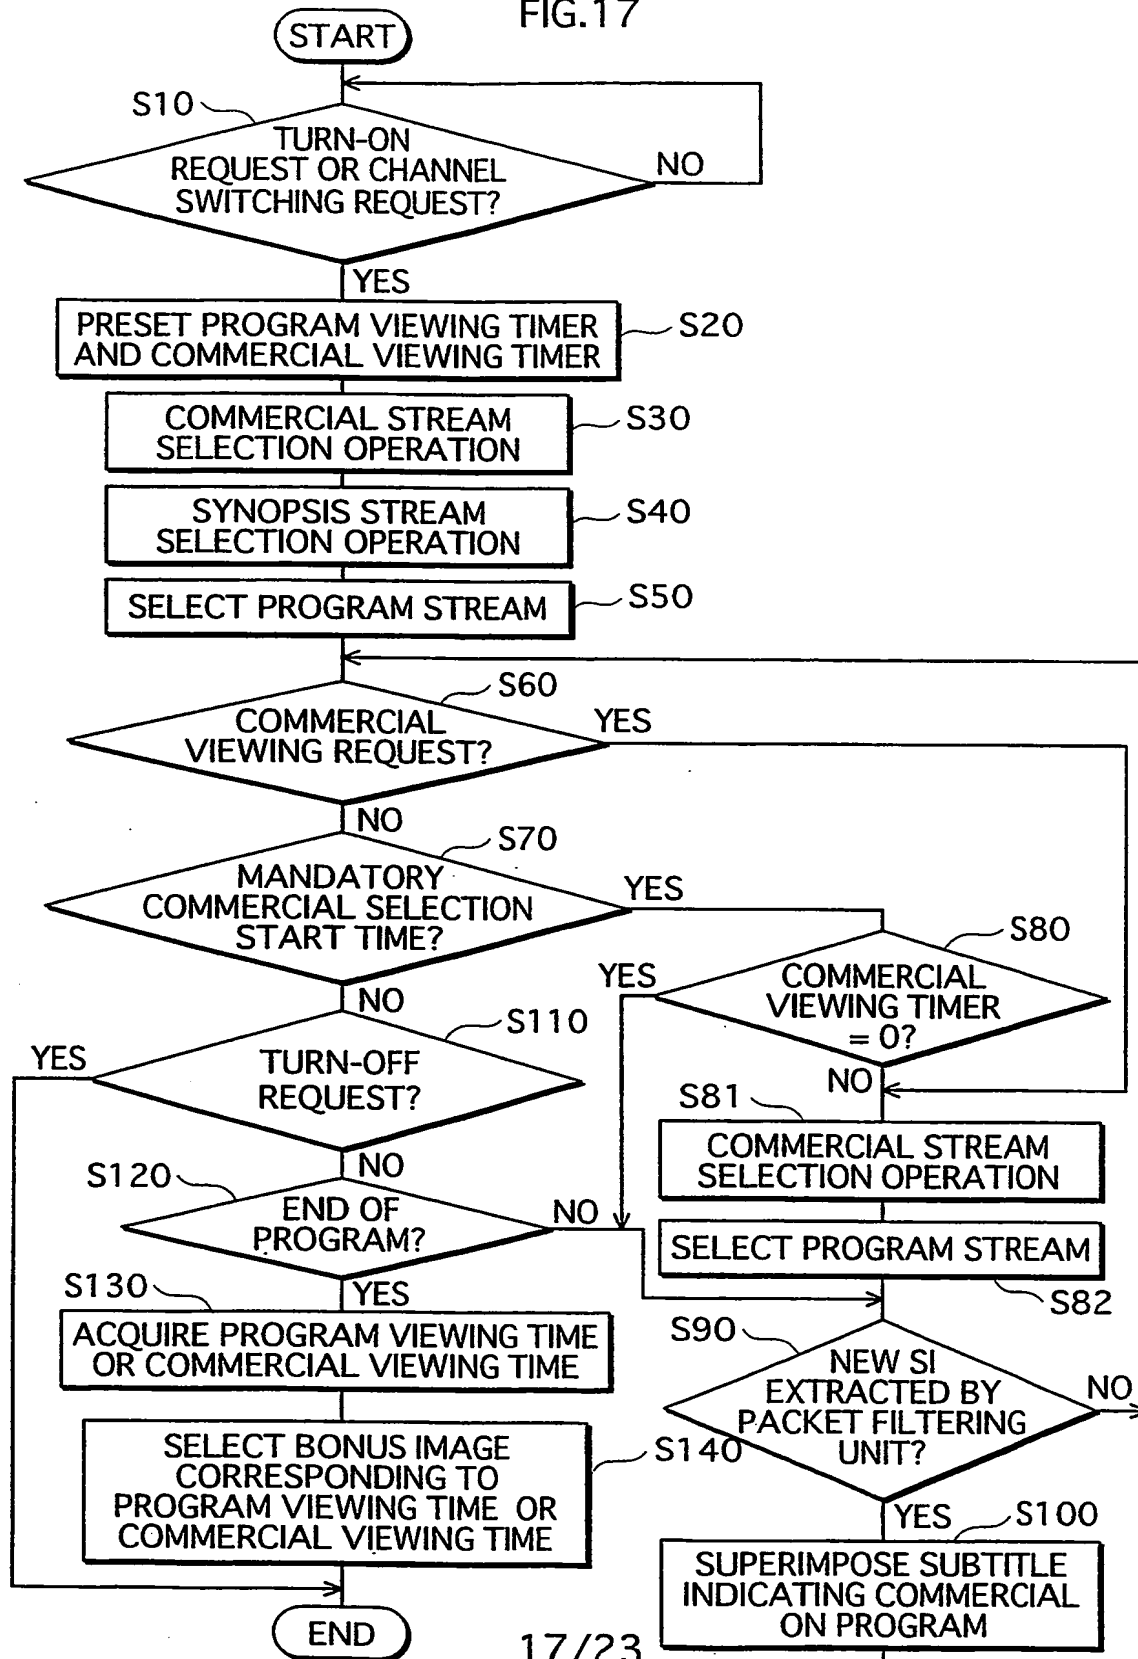 FIG.17
START
S10
TURN-ON
REQUEST OR CHANNEL
SWITCHING REQUEST?
NO
YES
PRESET PROGRAM VIEWING TIMER
AND COMMERCIAL VIEWING TIMER
S20
COMMERCIAL STREAM
SELECTION OPERATION
S30
SYNOPSIS STREAM
SELECTION OPERATION
S40
SELECT PROGRAM STREAM
S50
S60
COMMERCIAL
VIEWING REQUEST?
YES
NO
S70
MANDATORY
COMMERCIAL SELECTION
START TIME?
YES
NO
S80
COMMERCIAL
VIEWING TIMER
= 0?
YES
NO
S110
TURN-OFF
REQUEST?
YES
NO
S81
COMMERCIAL STREAM
SELECTION OPERATION
S120
END OF
PROGRAM?
NO
YES
SELECT PROGRAM STREAM
S82
S130
ACQUIRE PROGRAM VIEWING TIME
OR COMMERCIAL VIEWING TIME
S90
NEW SI
EXTRACTED BY
PACKET FILTERING
UNIT?
NO
YES
SELECT BONUS IMAGE
CORRESPONDING TO
PROGRAM VIEWING TIME OR
COMMERCIAL VIEWING TIME
S140
S100
SUPERIMPOSE SUBTITLE
INDICATING COMMERCIAL
ON PROGRAM
END
17/23